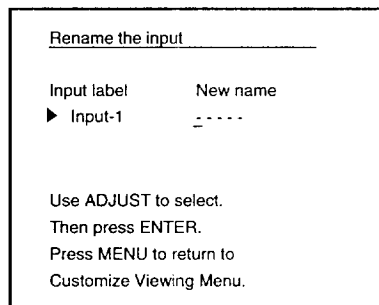 Rename the input
Input label New name
▶ Input-1 -----
Use ADJUST to select.
Then press ENTER.
Press MENU to return to
Customize Viewing Menu.